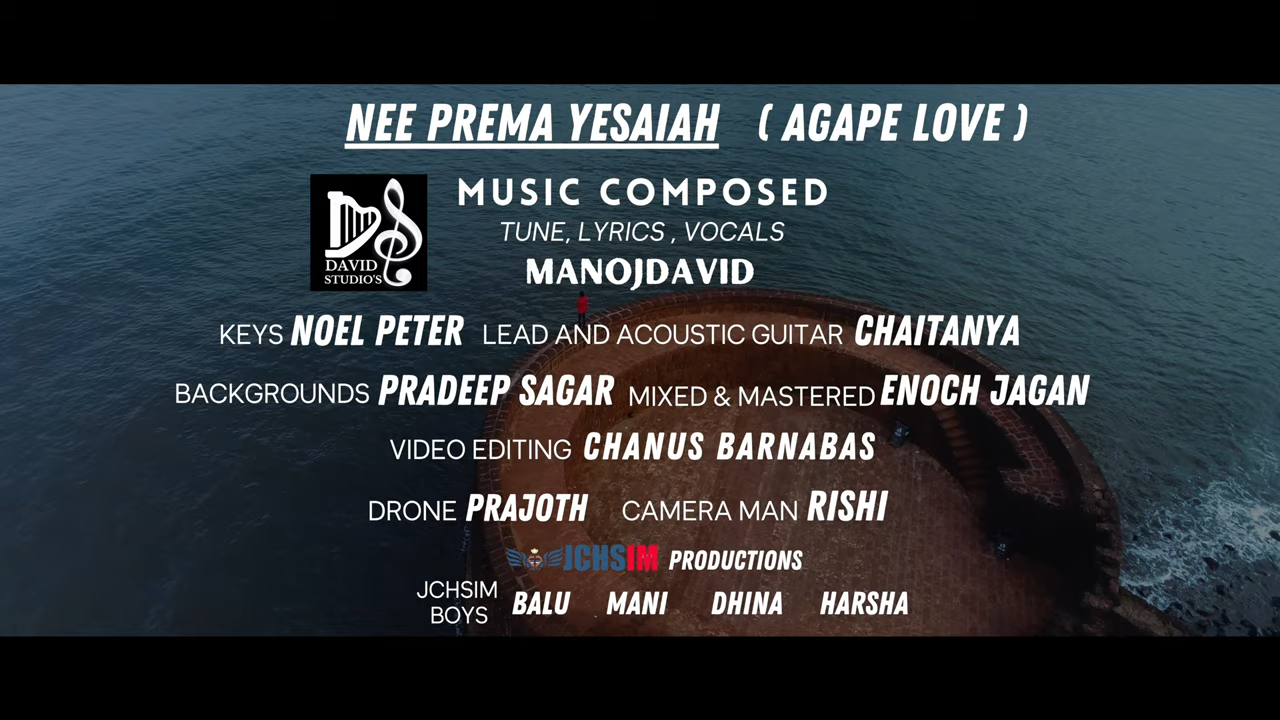 NEE PREMA YESAIAH ( AGAPE LOVE )
DAVID
STUDIO'S
MUSIC COMPOSED
TUNE, LYRICS , VOCALS
MANOJDAVID
KEYS NOEL PETER LEAD AND ACOUSTIC GUITAR CHAITANYA
BACKGROUNDS PRADEEP SAGAR MIXED & MASTERED ENOCH JAGAN
VIDEO EDITING CHANUS BARNABAS
DRONE PRAJOTH CAMERA MAN RISHI
JCHSIM PRODUCTIONS
JCHSIM
BOYS BALU MANI DHINA HARSHA